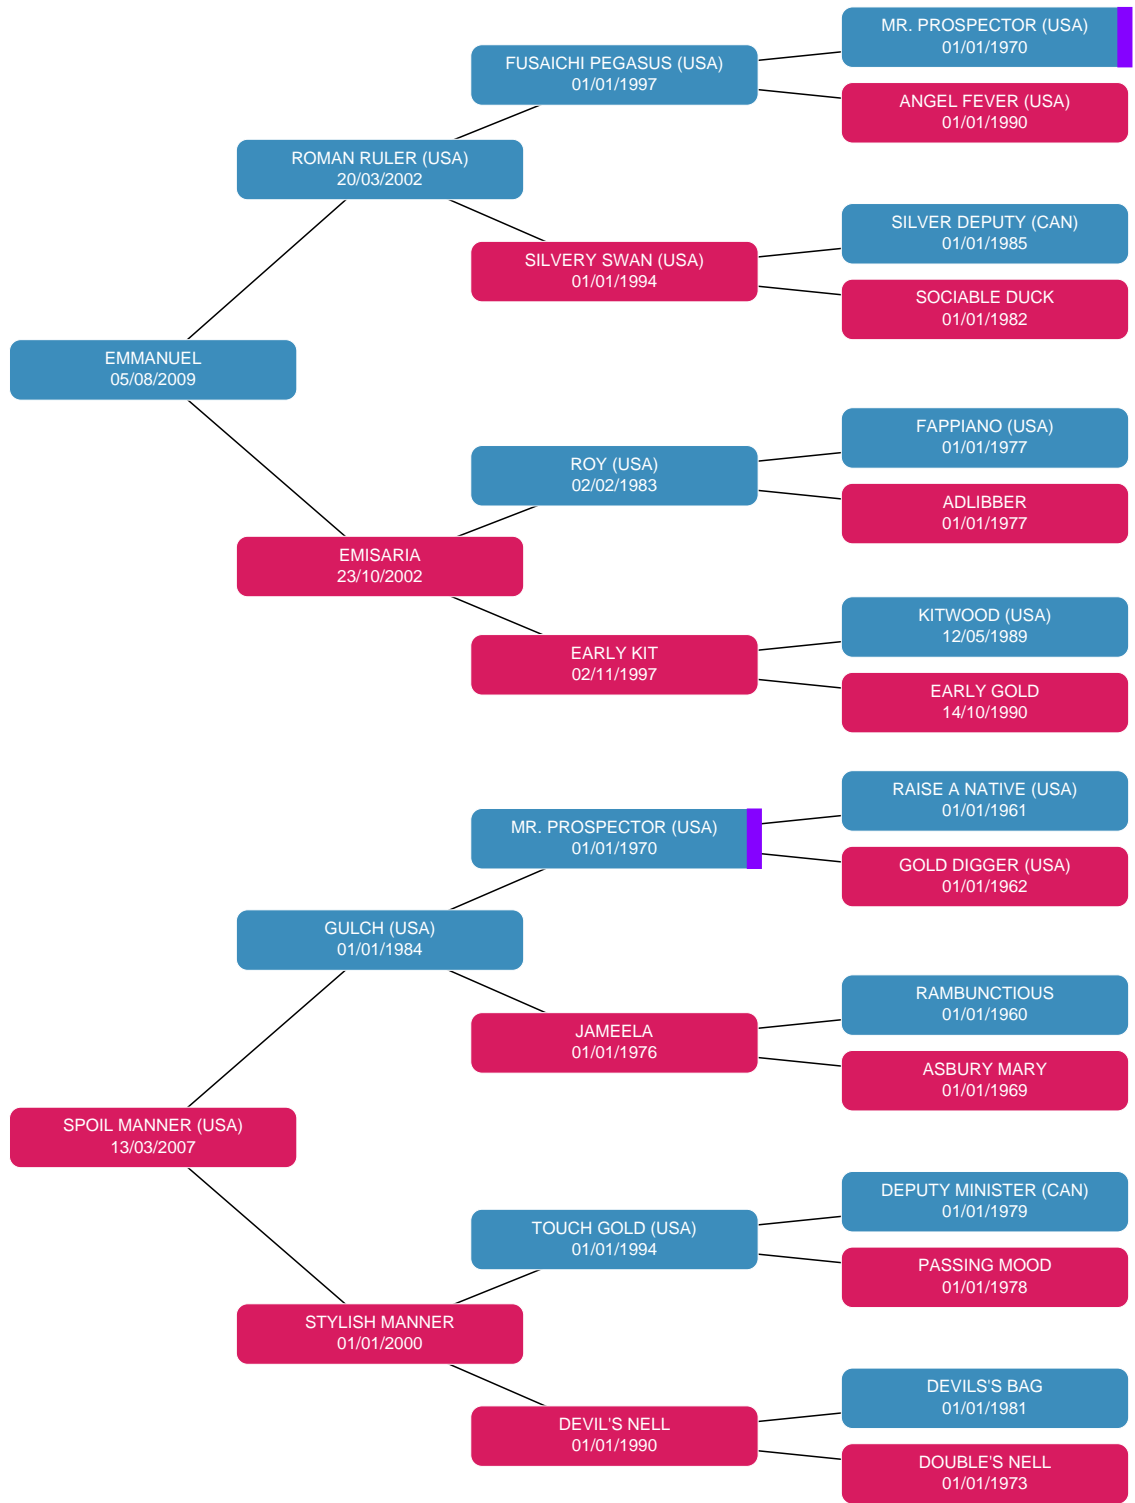 MR. PROSPECTOR (USA)
01/01/1970
FUSAICHI PEGASUS (USA)
01/01/1997
ANGEL FEVER (USA)
01/01/1990
ROMAN RULER (USA)
20/03/2002
SILVER DEPUTY (CAN)
01/01/1985
SILVERY SWAN (USA)
01/01/1994
SOCIABLE DUCK
01/01/1982
EMMANUEL
05/08/2009
FAPPIANO (USA)
01/01/1977
ROY (USA)
02/02/1983
ADLIBBER
01/01/1977
EMISARIA
23/10/2002
KITWOOD (USA)
12/05/1989
EARLY KIT
02/11/1997
EARLY GOLD
14/10/1990
RAISE A NATIVE (USA)
01/01/1961
MR. PROSPECTOR (USA)
01/01/1970
GOLD DIGGER (USA)
01/01/1962
GULCH (USA)
01/01/1984
RAMBUNCTIOUS
01/01/1960
JAMEELA
01/01/1976
ASBURY MARY
01/01/1969
SPOIL MANNER (USA)
13/03/2007
DEPUTY MINISTER (CAN)
01/01/1979
TOUCH GOLD (USA)
01/01/1994
PASSING MOOD
01/01/1978
STYLISH MANNER
01/01/2000
DEVILS'S BAG
01/01/1981
DEVIL'S NELL
01/01/1990
DOUBLE'S NELL
01/01/1973